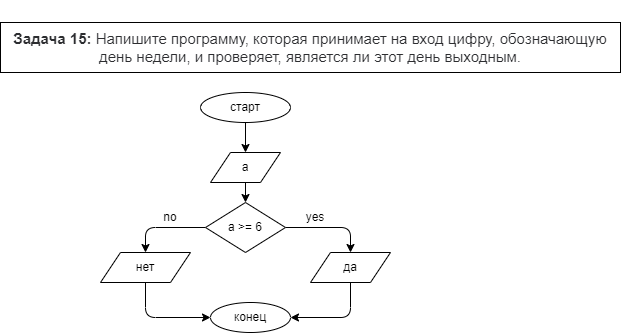 Задача 15: Напишите программу, которая принимает на вход цифру, обозначающую
день недели, и проверяет, является ли этот день выходным.
старт
a
no
a >= 6
yes
нет
да
конец